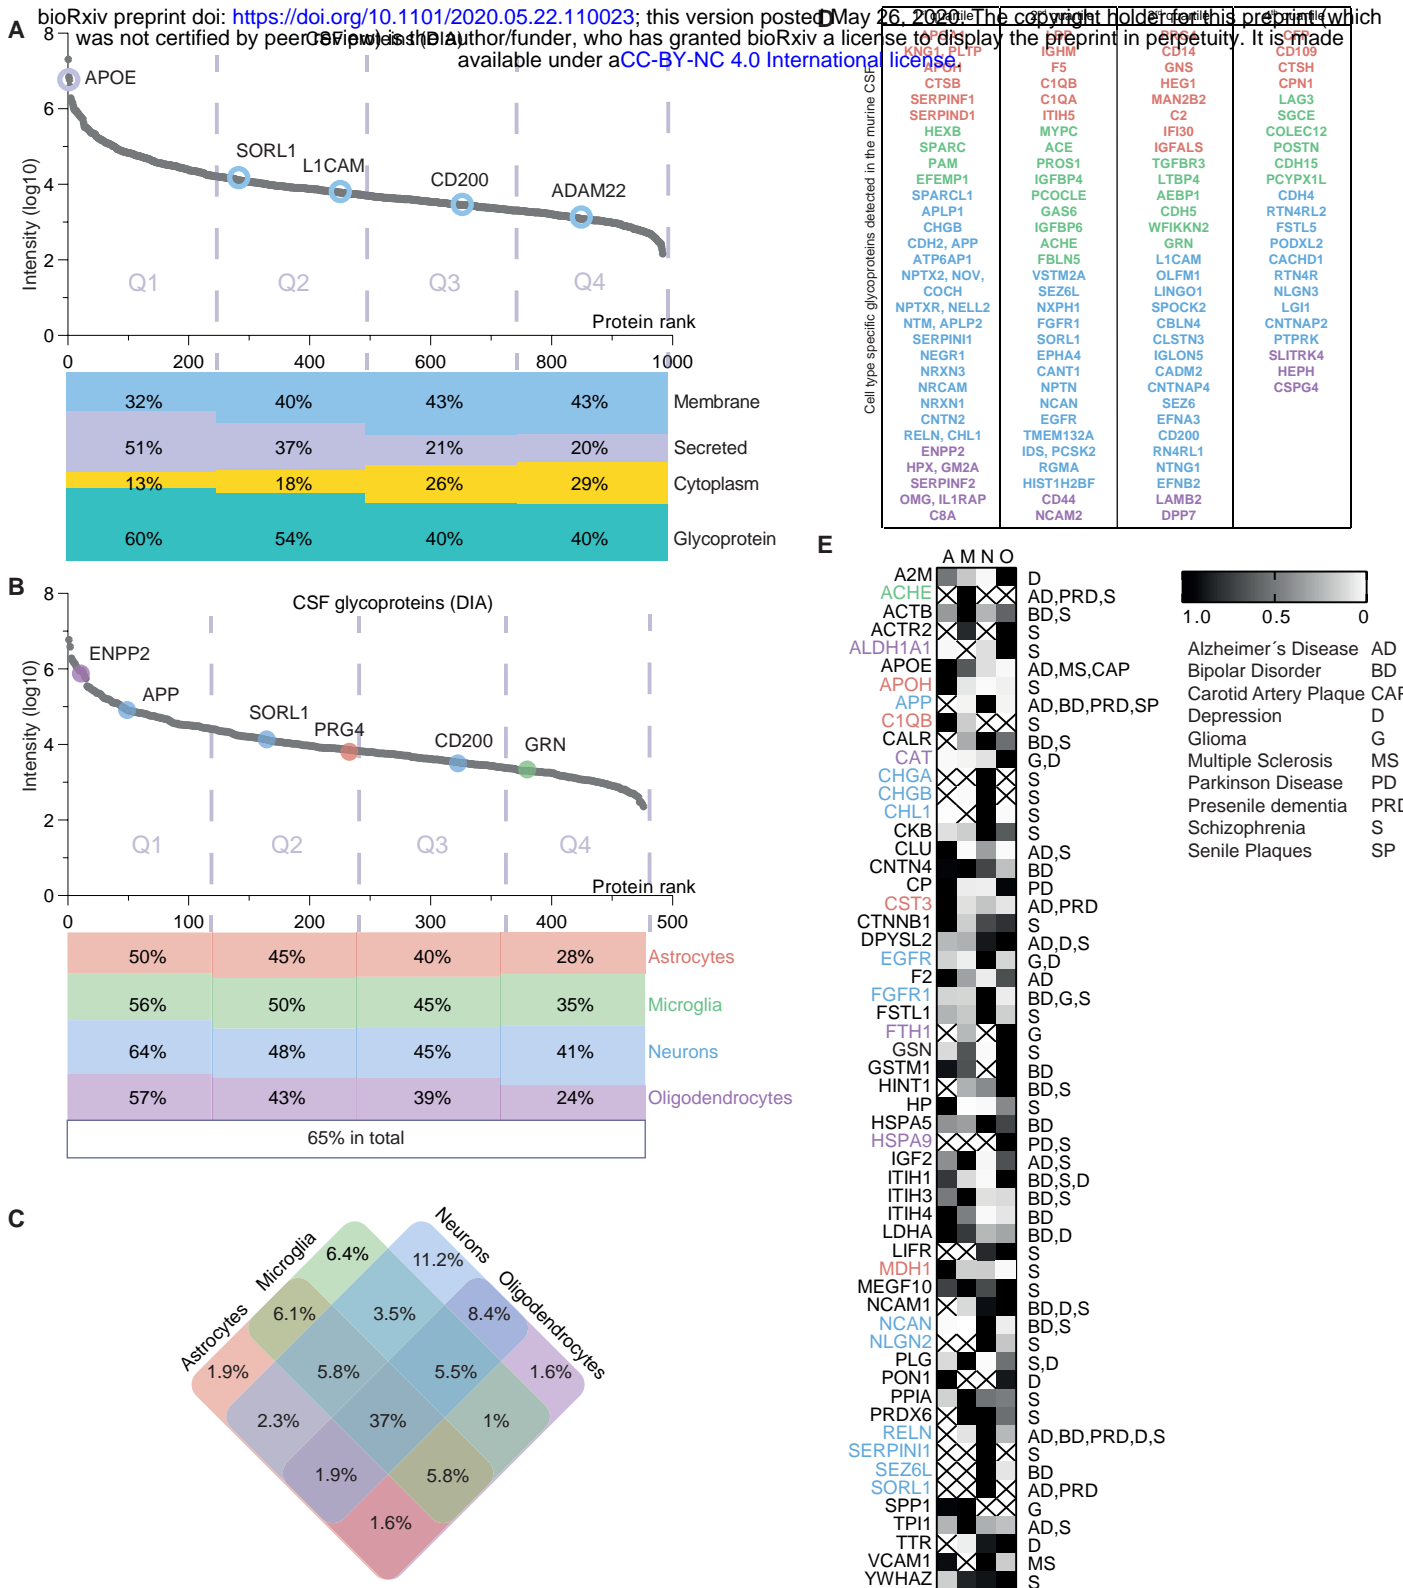 bioRxiv preprint doi: https://doi.org/10.1101/2020.05.22.110023; this version posted May 26, 2020. The copyright holder for this preprint (which
was not certified by peer review) is the author/funder, who has granted bioRxiv a license to display the preprint in perpetuity. It is made
available under aCC-BY-NC 4.0 International license.
A
CSF proteins (DIA)
Intensity (log10)
8
6
4
2
0
APOE
SORL1
L1CAM
CD200
ADAM22
Q1
Q2
Q3
Q4
Protein rank
0 200 400 600 800 1000
32% 40% 43% 43% Membrane
51% 37% 21% 20% Secreted
13% 18% 26% 29% Cytoplasm
60% 54% 40% 40% Glycoprotein
B
CSF glycoproteins (DIA)
Intensity (log10)
8
6
4
2
0
ENPP2
APP
SORL1
PRG4
CD200
GRN
Q1
Q2
Q3
Q4
Protein rank
0 100 200 300 400 500
50% 45% 40% 28% Astrocytes
56% 50% 45% 35% Microglia
64% 48% 45% 41% Neurons
57% 43% 39% 24% Oligodendrocytes
65% in total
C
Astrocytes
Microglia
Neurons
Oligodendrocytes
6.4%
11.2%
6.1%
3.5%
8.4%
1.9%
5.8%
5.5%
1.6%
2.3%
37%
1%
1.9%
5.8%
1.6%
D
Cell type specific glycoproteins detected in the murine CSF
quartile
quartile
quartile
quartile
KNG1, PLTP
APOH
CTSB
SERPINF1
SERPIND1
HEXB
SPARC
PAM
EFEMP1
SPARCL1
APLP1
CHGB
CDH2, APP
ATP6AP1
NPTX2, NOV,
COCH
NPTXR, NELL2
NTM, APLP2
SERPINI1
NEGR1
NRXN3
NRCAM
NRXN1
CNTN2
RELN, CHL1
ENPP2
HPX, GM2A
SERPINF2
OMG, IL1RAP
C8A
IGHM
F5
C1QB
C1QA
ITIH5
MYPC
ACE
PROS1
IGFBP4
PCOCLE
GAS6
IGFBP6
ACHE
FBLN5
VSTM2A
SEZ6L
NXPH1
FGFR1
SORL1
EPHA4
CANT1
NPTN
NCAN
EGFR
TMEM132A
IDS, PCSK2
RGMA
HIST1H2BF
CD44
NCAM2
CD14
GNS
HEG1
MAN2B2
C2
IFI30
IGFALS
TGFBR3
LTBP4
AEBP1
CDH5
WFIKKN2
GRN
L1CAM
OLFM1
LINGO1
SPOCK2
CBLN4
CLSTN3
IGLON5
CADM2
CNTNAP4
SEZ6
EFNA3
CD200
RN4RL1
NTNG1
EFNB2
LAMB2
DPP7
CD109
CTSH
CPN1
LAG3
SGCE
COLEC12
POSTN
CDH15
PCYPX1L
CDH4
RTN4RL2
FSTL5
PODXL2
CACHD1
RTN4R
NLGN3
LGI1
CNTNAP2
PTPRK
SLITRK4
HEPH
CSPG4
E
A M N O
A2M D
ACHE AD,PRD,S
ACTB BD,S
ACTR2 S
ALDH1A1 S
APOE AD,MS,CAP
APOH S
APP AD,BD,PRD,SP
C1QB S
CALR BD,S
CAT G,D
CHGA S
CHGB S
CHL1 S
CKB S
CLU AD,S
CNTN4 BD
CP PD
CST3 AD,PRD
CTNNB1 S
DPYSL2 AD,D,S
EGFR G,D
F2 AD
FGFR1 BD,G,S
FSTL1 S
FTH1 G
GSN S
GSTM1 BD
HINT1 BD,S
HP S
HSPA5 BD
HSPA9 PD,S
IGF2 AD,S
ITIH1 BD,S,D
ITIH3 BD,S
ITIH4 BD
LDHA BD,D
LIFR S
MDH1 S
MEGF10 S
NCAM1 BD,D,S
NCAN BD,S
NLGN2 S
PLG S,D
PON1 D
PPIA S
PRDX6 S
RELN AD,BD,PRD,D,S
SERPINI1 S
SEZ6L BD
SORL1 AD,PRD
SPP1 G
TPI1 AD,S
TTR D
VCAM1 MS
YWHAZ S
1.0 0.5 0
Alzheimer´s Disease AD
Bipolar Disorder BD
Carotid Artery Plaque CAP
Depression D
Glioma G
Multiple Sclerosis MS
Parkinson Disease PD
Presenile dementia PRD
Schizophrenia S
Senile Plaques SP